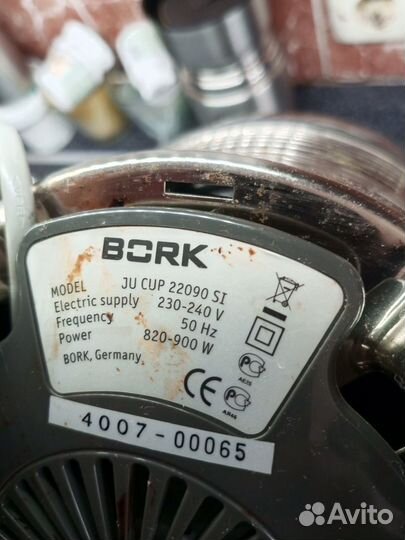 BORK
MODEL JU CUP 22090 SI
Electric supply 230-240 V
Frequency 50 Hz
Power 820-900 W
BORK, Germany
CE
4007-00065
Avito